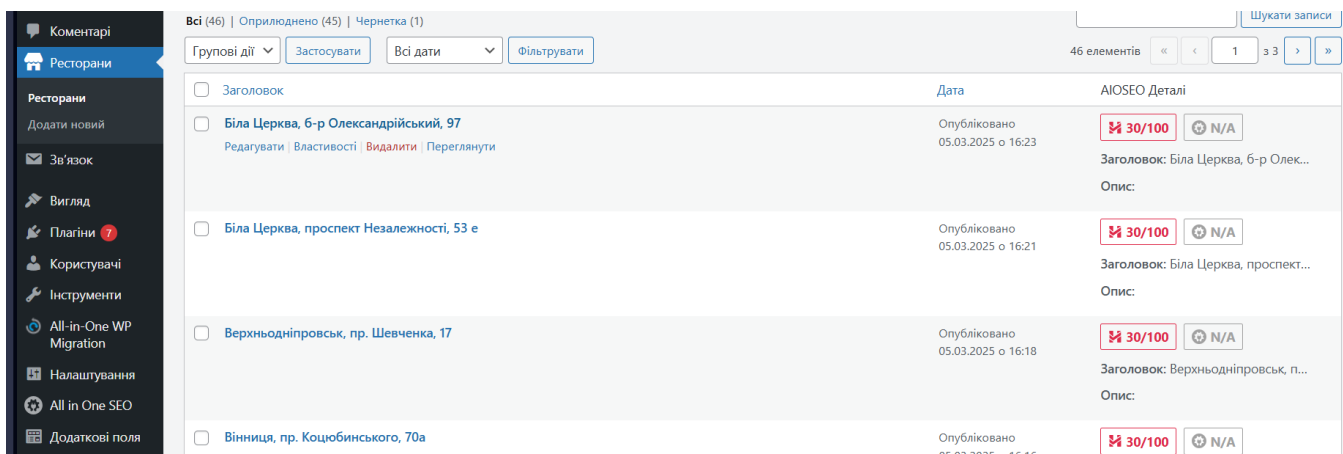 Коментарі
Ресторани
Ресторани
Додати новий
Зв'язок
Вигляд
Плагіни 7
Користувачі
Інструменти
All-in-One WP
Migration
Налаштування
All in One SEO
Додаткові поля
Всі (46) | Оприлюднено (45) | Чернетка (1)
Шукати записи
Групові дії Застосувати Всі дати Фільтрувати
46 елементів « ‹ 1 з 3 › »
Заголовок Дата AIOSEO Деталі
Біла Церква, б-р Олександрійський, 97
Редагувати | Властивості | Видалити | Переглянути
Опубліковано
05.03.2025 о 16:23
30/100 N/A
Заголовок: Біла Церква, б-р Олек...
Опис:
Біла Церква, проспект Незалежності, 53 е
Опубліковано
05.03.2025 о 16:21
30/100 N/A
Заголовок: Біла Церква, проспект...
Опис:
Верхньодніпровськ, пр. Шевченка, 17
Опубліковано
05.03.2025 о 16:18
30/100 N/A
Заголовок: Верхньодніпровськ, п...
Опис:
Вінниця, пр. Коцюбинського, 70а
Опубліковано
30/100 N/A